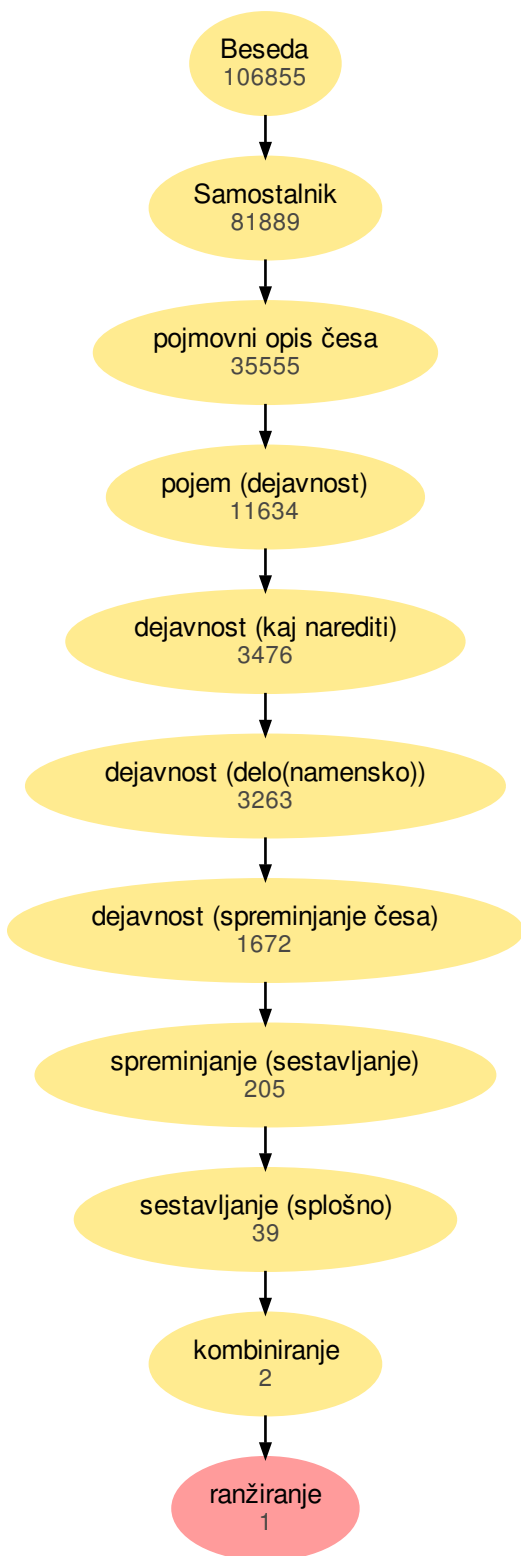 Beseda
106855
Samostalnik
81889
pojmovni opis česa
35555
pojem (dejavnost)
11634
dejavnost (kaj narediti)
3476
dejavnost (delo(namensko))
3263
dejavnost (spreminjanje česa)
1672
spreminjanje (sestavljanje)
205
sestavljanje (splošno)
39
kombiniranje
2
ranžiranje
1